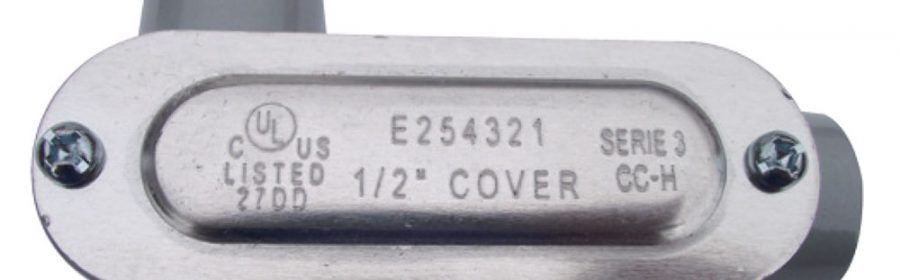 UL
C US
LISTED
27DD
E254321
1/2" COVER
SERIE 3
CC-H